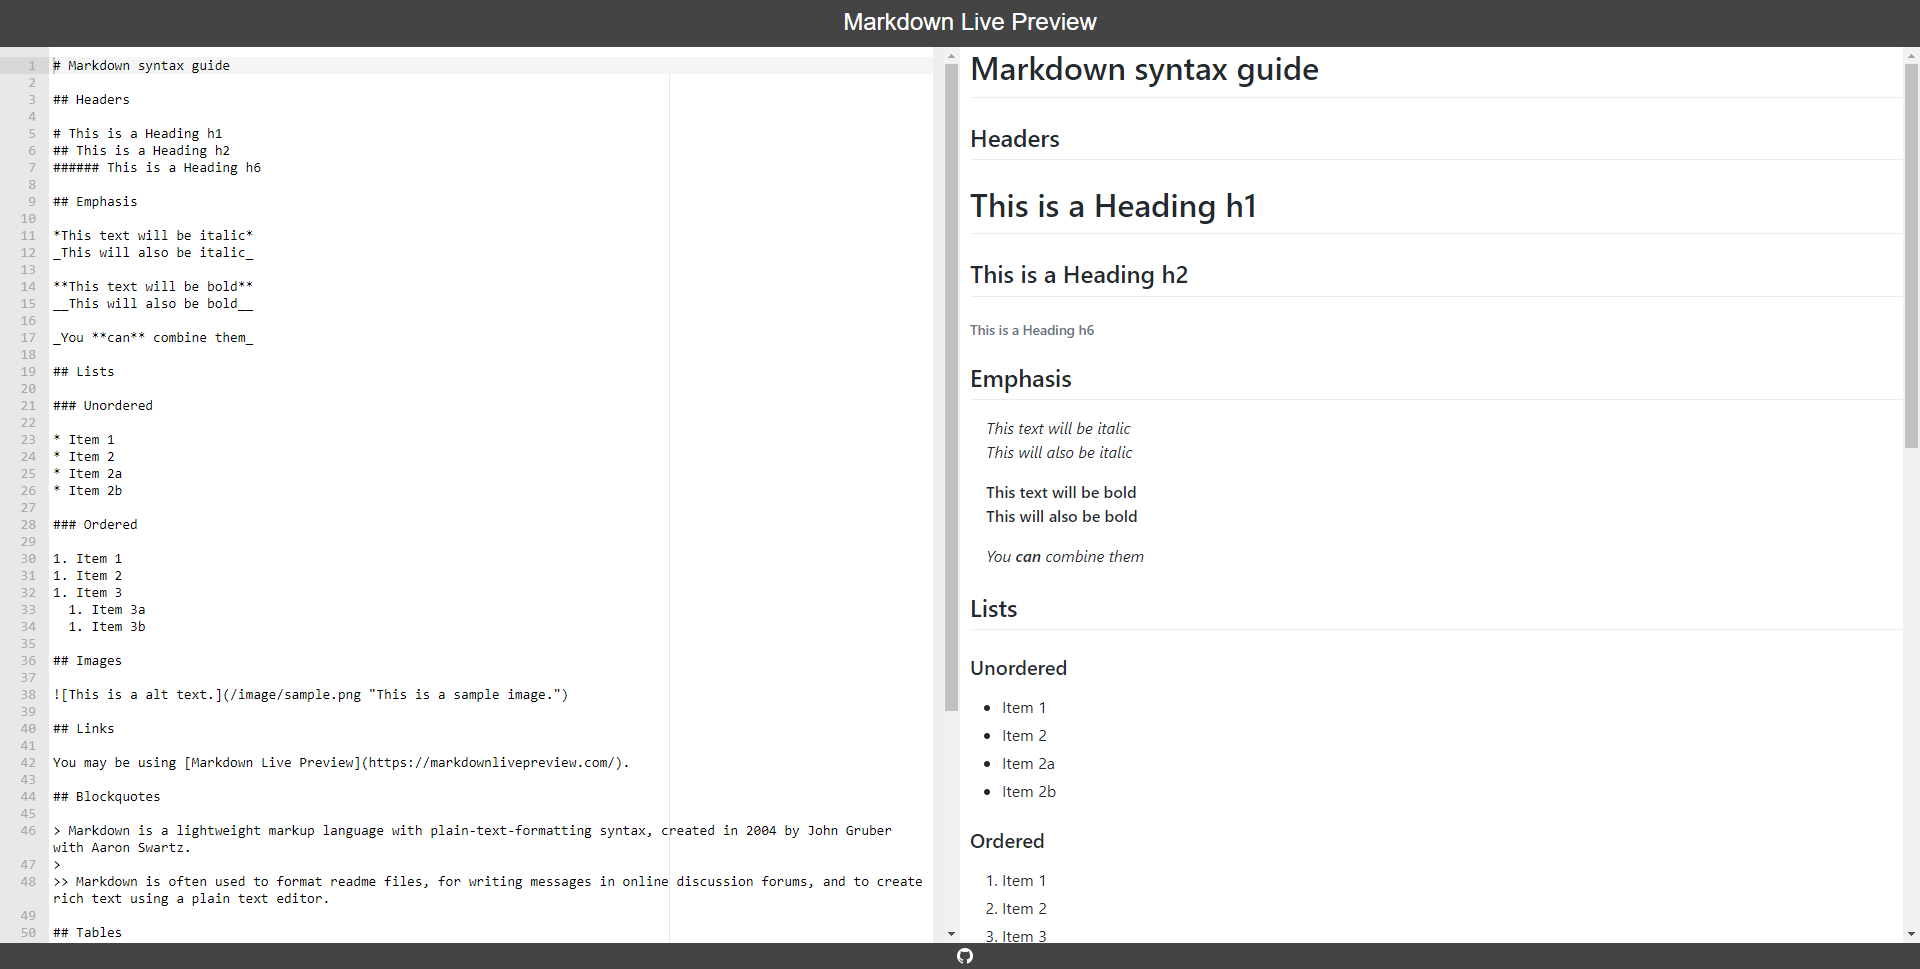 Markdown Live Preview
1 # Markdown syntax guide
2
3 ## Headers
4
5 # This is a Heading h1
6 ## This is a Heading h2
7 ###### This is a Heading h6
8
9 ## Emphasis
10
11 *This text will be italic*
12 _This will also be italic_
13
14 **This text will be bold**
15 __This will also be bold__
16
17 _You **can** combine them_
18
19 ## Lists
20
21 ### Unordered
22
23 * Item 1
24 * Item 2
25 * Item 2a
26 * Item 2b
27
28 ### Ordered
29
30 1. Item 1
31 1. Item 2
32 1. Item 3
33   1. Item 3a
34   1. Item 3b
35
36 ## Images
37
38 ![This is a alt text.](/image/sample.png "This is a sample image.")
39
40 ## Links
41
42 You may be using [Markdown Live Preview](https://markdownlivepreview.com/).
43
44 ## Blockquotes
45
46 > Markdown is a lightweight markup language with plain-text-formatting syntax, created in 2004 by John Gruber
with Aaron Swartz.
47 >
48 >> Markdown is often used to format readme files, for writing messages in online discussion forums, and to create
rich text using a plain text editor.
49
50 ## Tables
Markdown syntax guide
Headers
This is a Heading h1
This is a Heading h2
This is a Heading h6
Emphasis
This text will be italic
This will also be italic
This text will be bold
This will also be bold
You can combine them
Lists
Unordered
• Item 1
• Item 2
• Item 2a
• Item 2b
Ordered
1. Item 1
2. Item 2
3. Item 3